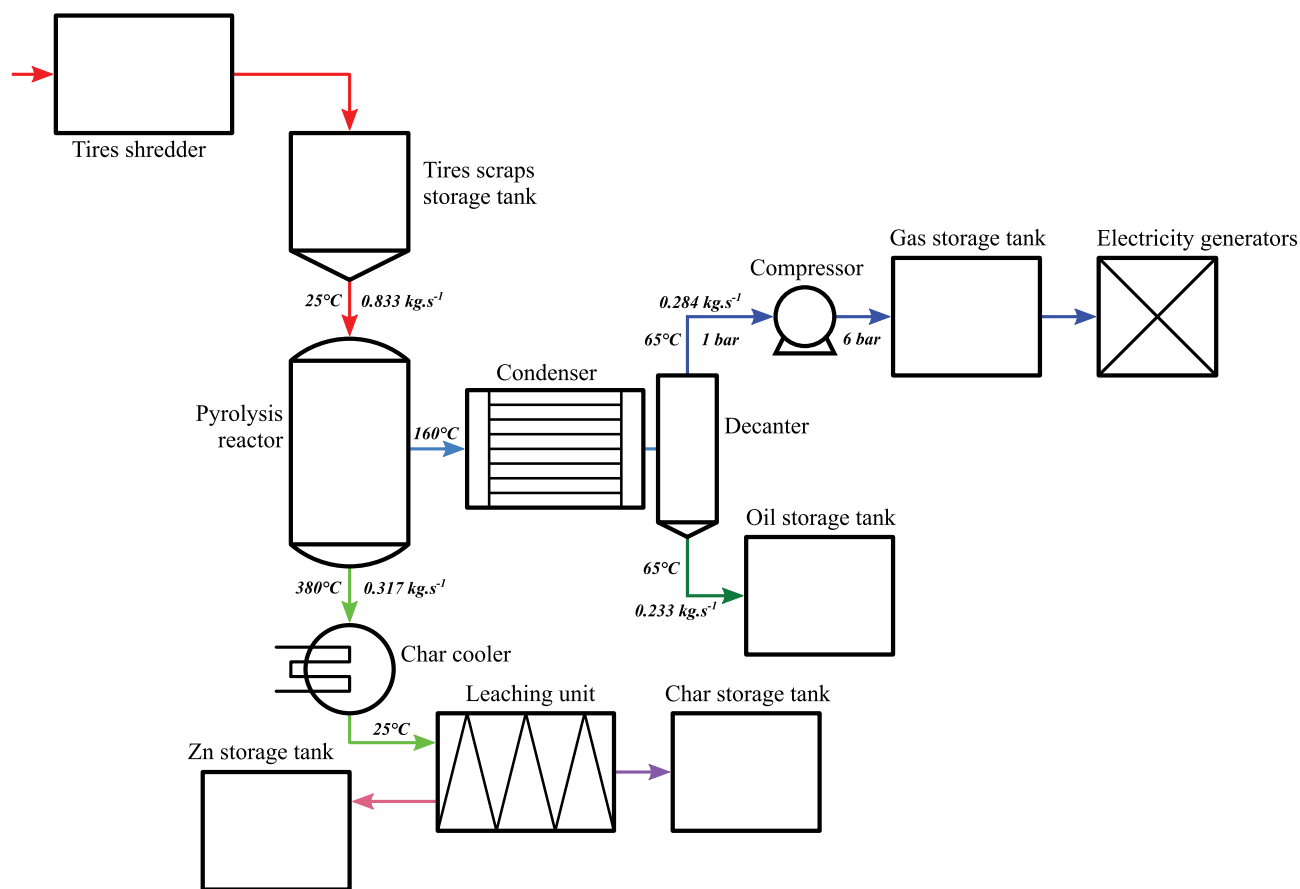 Tires shredder
Tires scraps
storage tank
25°C 0.833 kg.s⁻¹
Pyrolysis
reactor
160°C
Condenser
Decanter
0.284 kg.s⁻¹
65°C 1 bar
Compressor
6 bar
Gas storage tank
Electricity generators
65°C
0.233 kg.s⁻¹
Oil storage tank
380°C 0.317 kg.s⁻¹
Char cooler
25°C
Leaching unit
Char storage tank
Zn storage tank